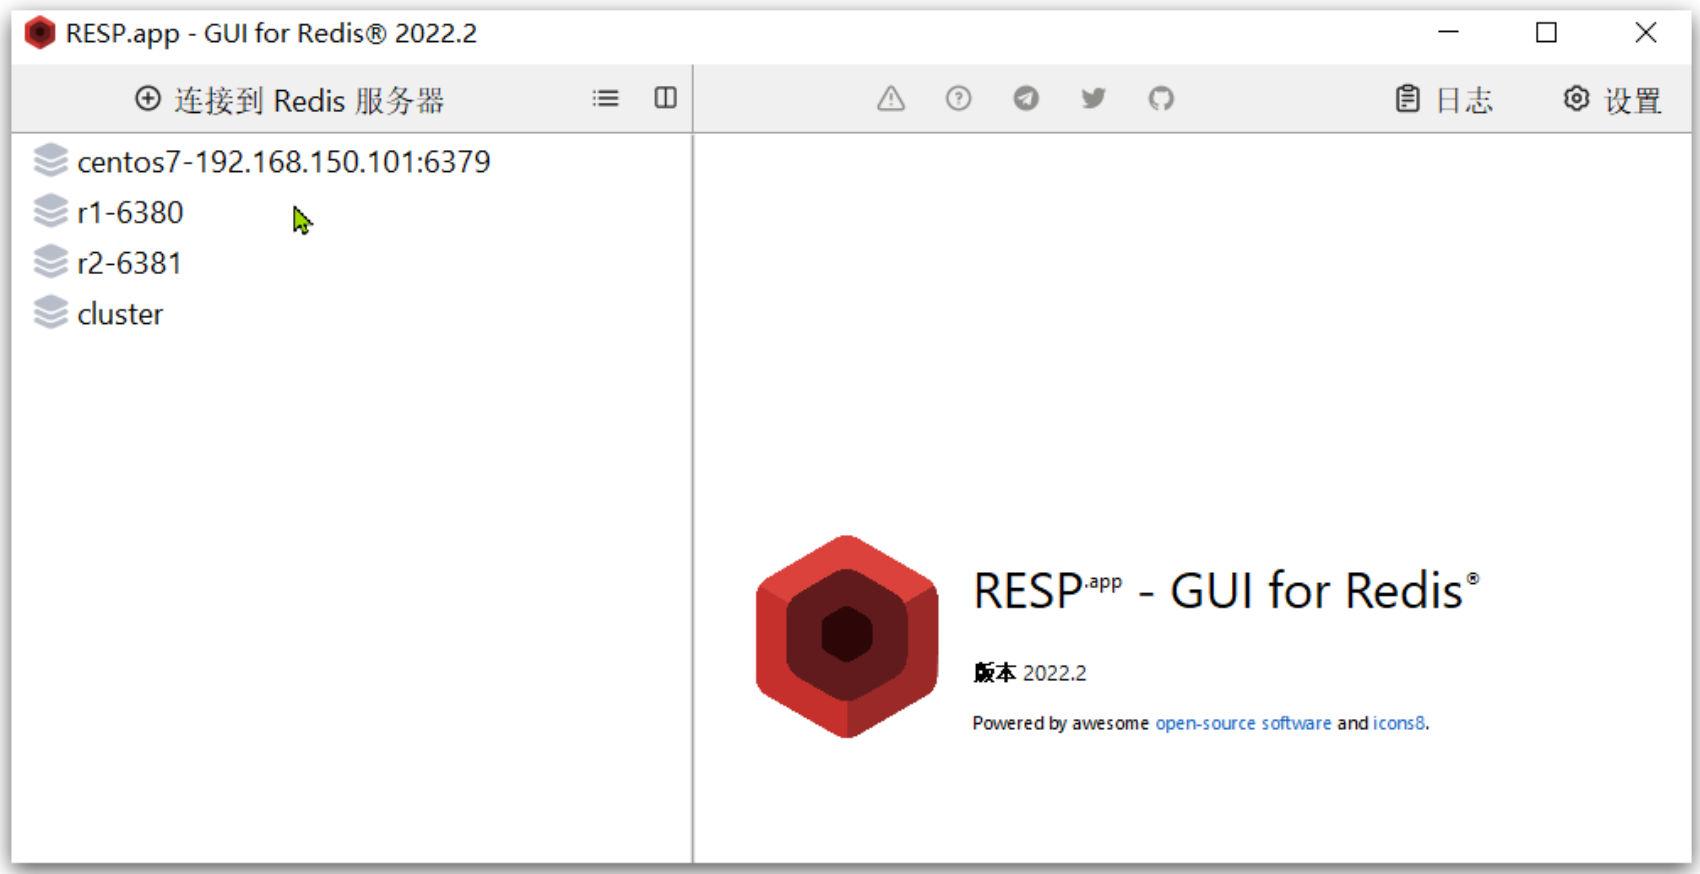 RESP.app - GUI for Redis® 2022.2
连接到 Redis 服务器
日志
设置
centos7-192.168.150.101:6379
r1-6380
r2-6381
cluster
RESP.app - GUI for Redis®
版本 2022.2
Powered by awesome open-source software and icons8.